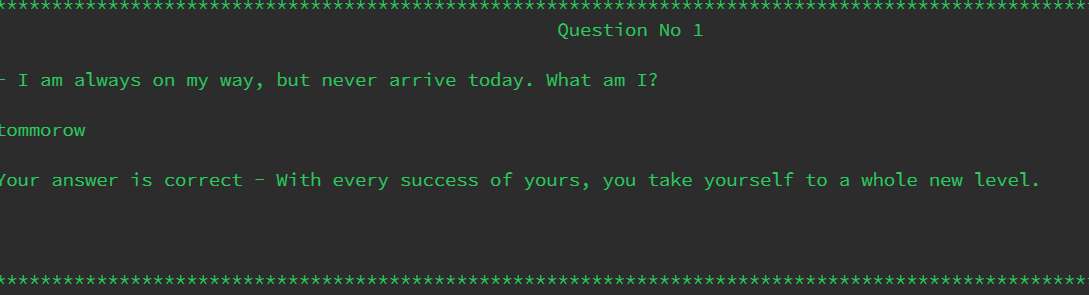 ****************************************************************************************************
Question No 1
- I am always on my way, but never arrive today. What am I?
tommorow
Your answer is correct - With every success of yours, you take yourself to a whole new level.
****************************************************************************************************